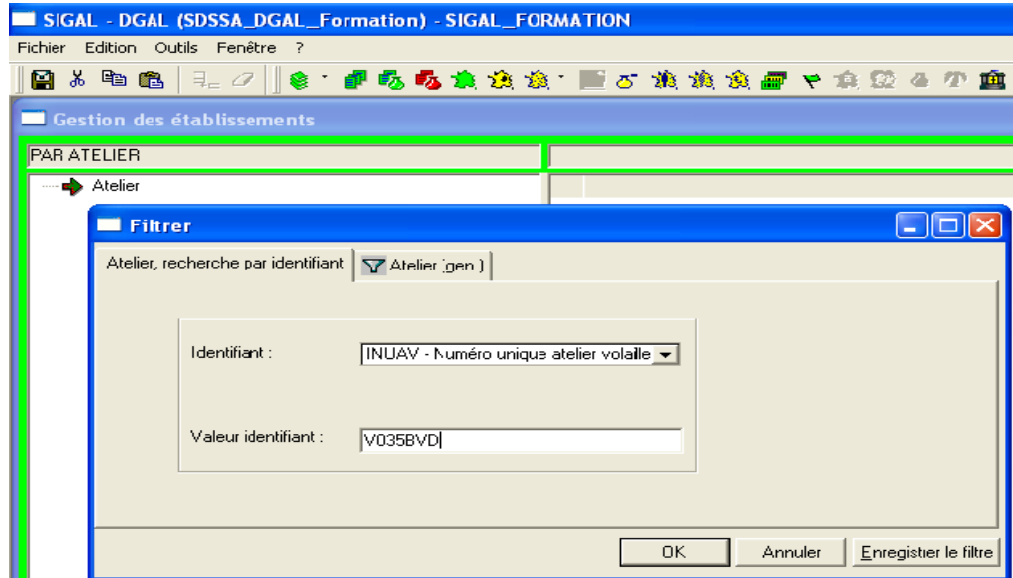 SIGAL - DGAL (SDSSA_DGAL_Formation) - SIGAL_FORMATION
Fichier Edition Outils Fenêtre ?
Gestion des établissements
PAR ATELIER
Atelier
Filtrer
Atelier, recherche par identifiant Atelier (gen )
Identifiant : INUAV - Numéro unique atelier volaille
Valeur identifiant : V035BVD
OK Annuler Enregistrer le filtre